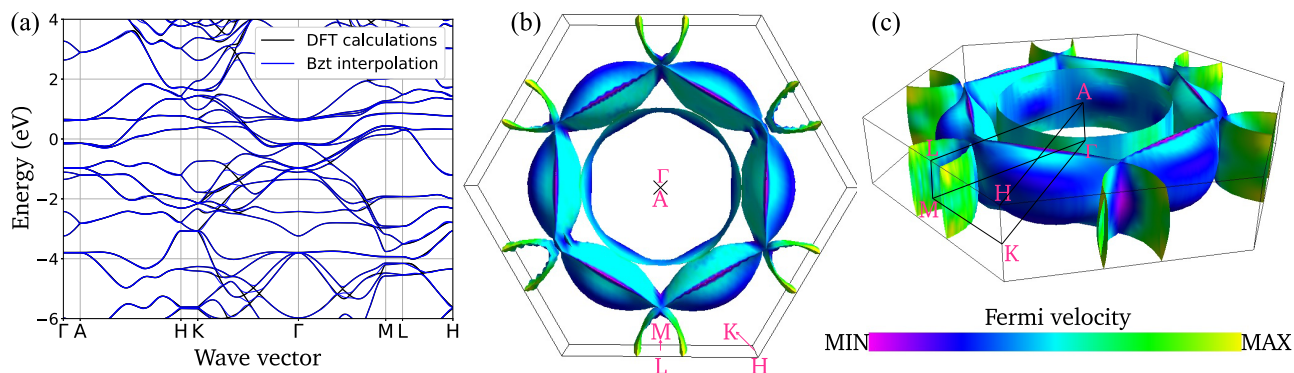 (a)
4
2
0
−2
−4
−6
Energy (eV)
DFT calculations
Bzt interpolation
Γ A H K Γ M L H
Wave vector
(b)
Γ
A
M
K
L
H
(c)
A
Γ
L
H
M
K
Fermi velocity
MIN
MAX